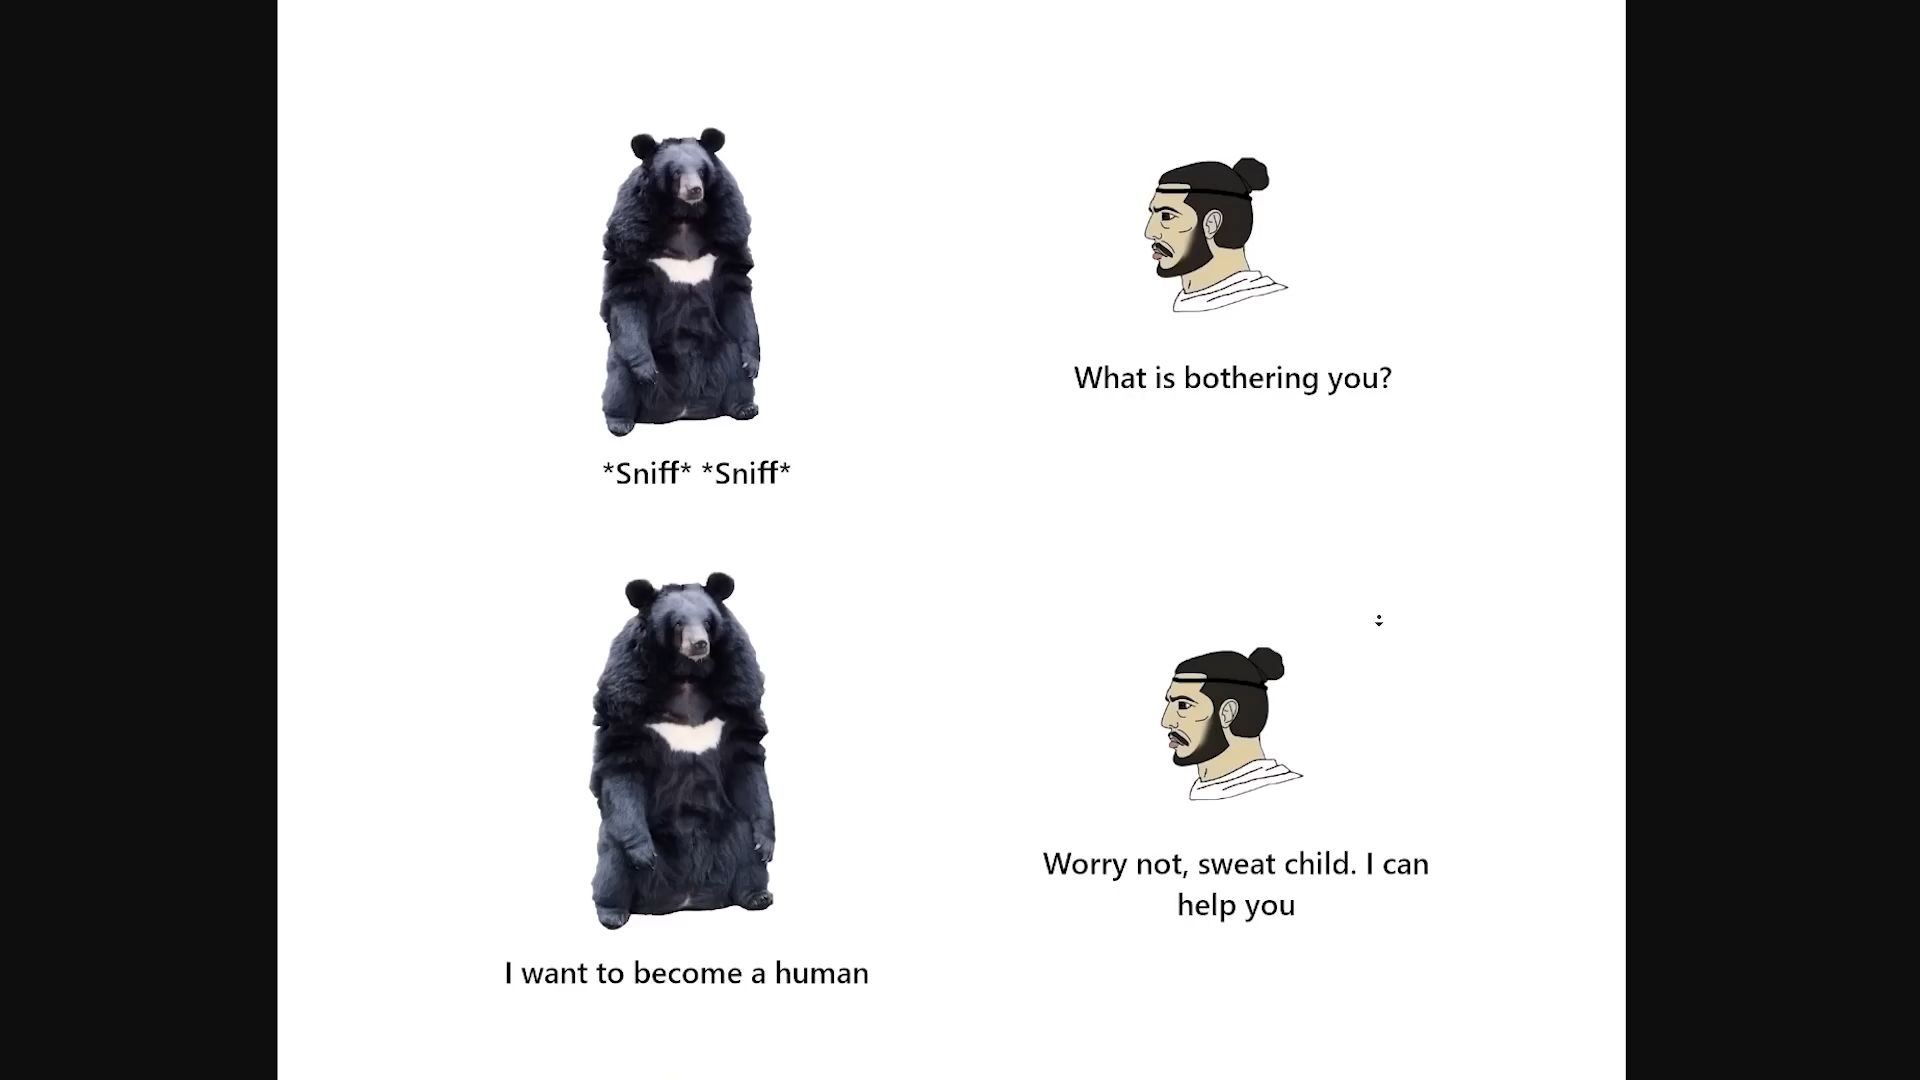 What is bothering you?
*Sniff* *Sniff*
Worry not, sweat child. I can
help you
I want to become a human